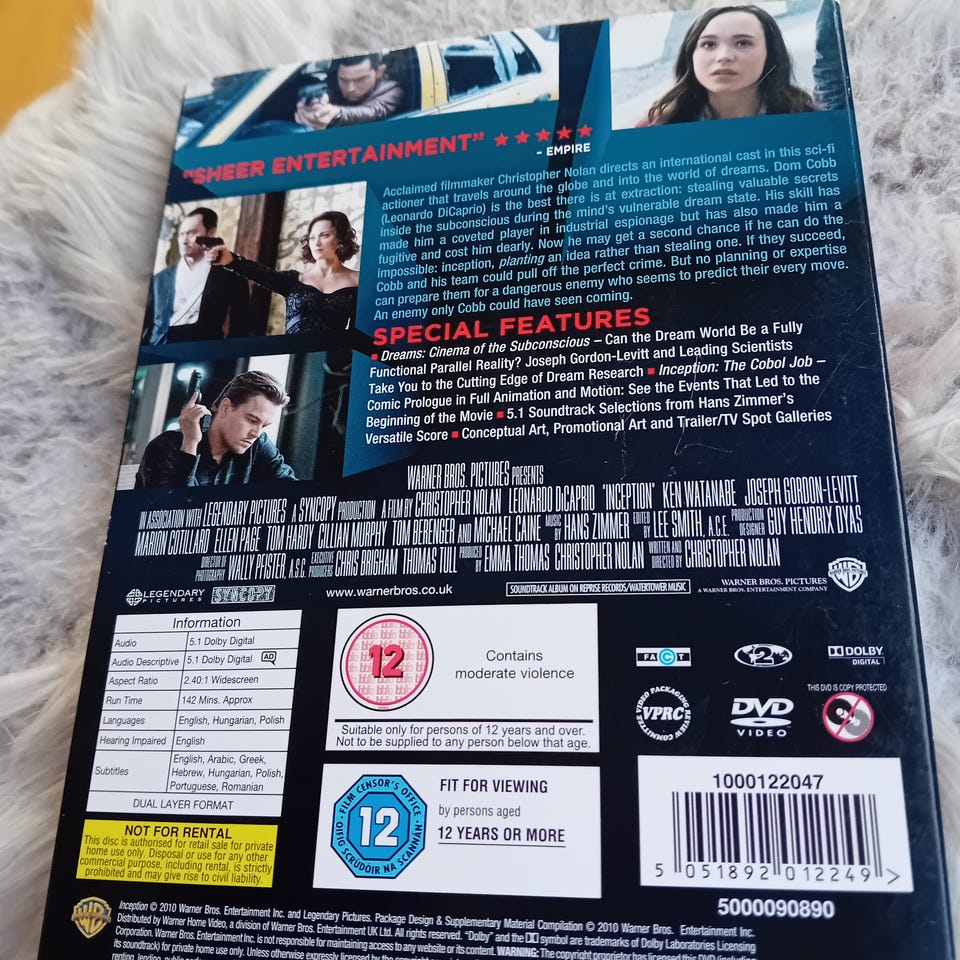 "SHEER ENTERTAINMENT" ★★★★★
- EMPIRE
Acclaimed filmmaker Christopher Nolan directs an international cast in this sci-fi
actioner that travels around the globe and into the world of dreams. Dom Cobb
(Leonardo DiCaprio) is the best there is at extraction: stealing valuable secrets
inside the subconscious during the mind's vulnerable dream state. His skill has
made him a coveted player in industrial espionage but has also made him a
fugitive and cost him dearly. Now he may get a second chance if he can do the
impossible: inception, planting an idea rather than stealing one. If they succeed,
Cobb and his team could pull off the perfect crime. But no planning or expertise
can prepare them for a dangerous enemy who seems to predict their every move.
An enemy only Cobb could have seen coming.
SPECIAL FEATURES
▪ Dreams: Cinema of the Subconscious – Can the Dream World Be a Fully
Functional Parallel Reality? Joseph Gordon-Levitt and Leading Scientists
Take You to the Cutting Edge of Dream Research ▪ Inception: The Cobol Job –
Comic Prologue in Full Animation and Motion: See the Events That Led to the
Beginning of the Movie ▪ 5.1 Soundtrack Selections from Hans Zimmer's
Versatile Score ▪ Conceptual Art, Promotional Art and Trailer/TV Spot Galleries
WARNER BROS. PICTURES PRESENTS
IN ASSOCIATION WITH LEGENDARY PICTURES A SYNCOPY PRODUCTION A FILM BY CHRISTOPHER NOLAN LEONARDO DiCAPRIO "INCEPTION" KEN WATANABE JOSEPH GORDON-LEVITT
MARION COTILLARD ELLEN PAGE TOM HARDY CILLIAN MURPHY TOM BERENGER AND MICHAEL CAINE MUSIC BY HANS ZIMMER EDITED BY LEE SMITH, A.C.E. PRODUCTION DESIGNER GUY HENDRIX DYAS
DIRECTOR OF PHOTOGRAPHY WALLY PFISTER, A.S.C. EXECUTIVE PRODUCERS CHRIS BRIGHAM THOMAS TULL PRODUCED BY EMMA THOMAS CHRISTOPHER NOLAN WRITTEN AND DIRECTED BY CHRISTOPHER NOLAN
LEGENDARY PICTURES
SYNCOPY
www.warnerbros.co.uk
SOUNDTRACK ALBUM ON REPRISE RECORDS/WATERTOWER MUSIC
WARNER BROS. PICTURES
A WARNER BROS. ENTERTAINMENT COMPANY
Information
Audio 5.1 Dolby Digital
Audio Descriptive 5.1 Dolby Digital AD
Aspect Ratio 2.40:1 Widescreen
Run Time 142 Mins. Approx
Languages English, Hungarian, Polish
Hearing Impaired English
Subtitles English, Arabic, Greek,
Hebrew, Hungarian, Polish,
Portuguese, Romanian
DUAL LAYER FORMAT
NOT FOR RENTAL
This disc is authorised for retail sale for private
home use only. Disposal or use for any other
commercial purpose, including rental, is strictly
prohibited and may give rise to civil liability.
bbfc
12
Contains
moderate violence
Suitable only for persons of 12 years and over.
Not to be supplied to any person below that age.
FILM CENSOR'S OFFICE
12
OIFIG SCRÚDÓIR NA SCANNÁN
FIT FOR VIEWING
by persons aged
12 YEARS OR MORE
FACT
2
DOLBY
DIGITAL
VIDEO PACKAGING REVIEW COMMITTEE
VPRC
DVD
VIDEO
THIS DVD IS COPY PROTECTED
1000122047
5 051892 012249 >
5000090890
Inception © 2010 Warner Bros. Entertainment Inc. and Legendary Pictures. Package Design & Supplementary Material Compilation © 2010 Warner Bros. Entertainment Inc.
Distributed by Warner Home Video, a division of Warner Bros. Entertainment UK Ltd. All rights reserved. "Dolby" and the DD symbol are trademarks of Dolby Laboratories Licensing
Corporation. Warner Bros. Entertainment Inc. is not responsible for maintaining access to any website or its content. WARNING: The copyright proprietor has licensed this DVD (including
its soundtrack) for private home use only. Unless otherwise expressly licensed by the copyright